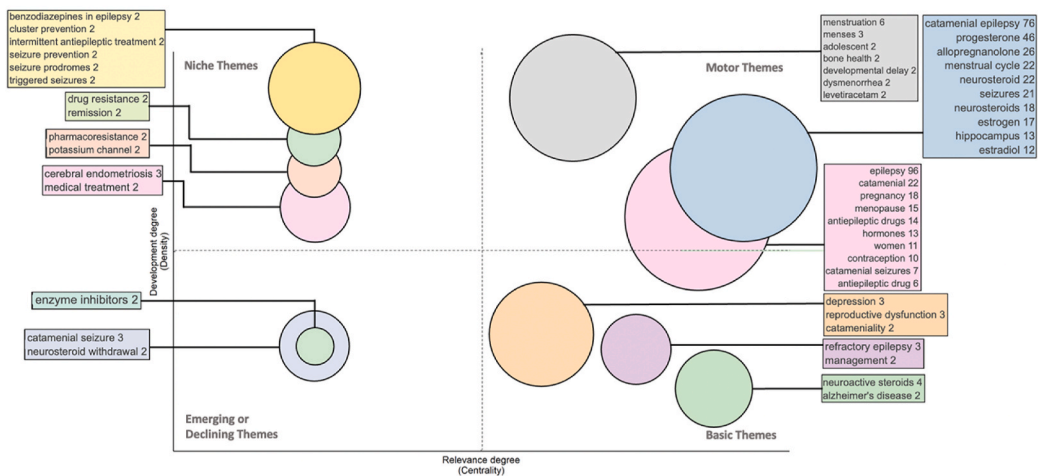 benzodiazepines in epilepsy 2
cluster prevention 2
intermittent antiepileptic treatment 2
seizure prevention 2
seizure prodromes 2
triggered seizures 2
drug resistance 2
remission 2
pharmacoresistance 2
potassium channel 2
cerebral endometriosis 3
medical treatment 2
Niche Themes
Development degree
(Density)
enzyme inhibitors 2
catamenial seizure 3
neurosteroid withdrawal 2
Emerging or
Declining Themes
menstruation 6
menses 3
adolescent 2
bone health 2
developmental delay 2
dysmenorrhea 2
levetiracetam 2
Motor Themes
catamenial epilepsy 76
progesterone 46
allopregnanolone 26
menstrual cycle 22
neurosteroid 22
seizures 21
neurosteroids 18
estrogen 17
hippocampus 13
estradiol 12
epilepsy 96
catamenial 22
pregnancy 18
menopause 15
antiepileptic drugs 14
hormones 13
women 11
contraception 10
catamenial seizures 7
antiepileptic drug 6
depression 3
reproductive dysfunction 3
catameniality 2
refractory epilepsy 3
management 2
neuroactive steroids 4
alzheimer's disease 2
Basic Themes
Relevance degree
(Centrality)